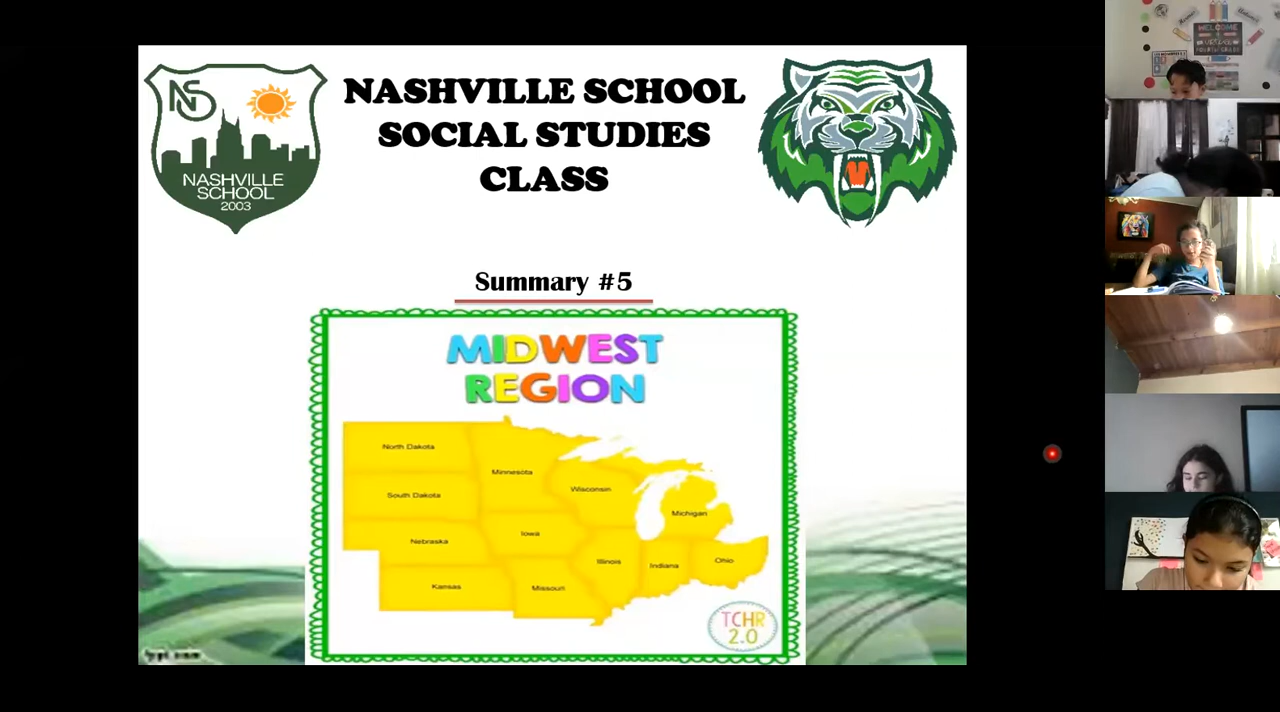 NS
NASHVILLE
SCHOOL
2003
NASHVILLE SCHOOL
SOCIAL STUDIES
CLASS
Summary #5
MIDWEST
REGION
North Dakota
Minnesota
South Dakota
Wisconsin
Michigan
Nebraska
Iowa
Illinois
Indiana
Ohio
Kansas
Missouri
TCHR
2.0
WELCOME